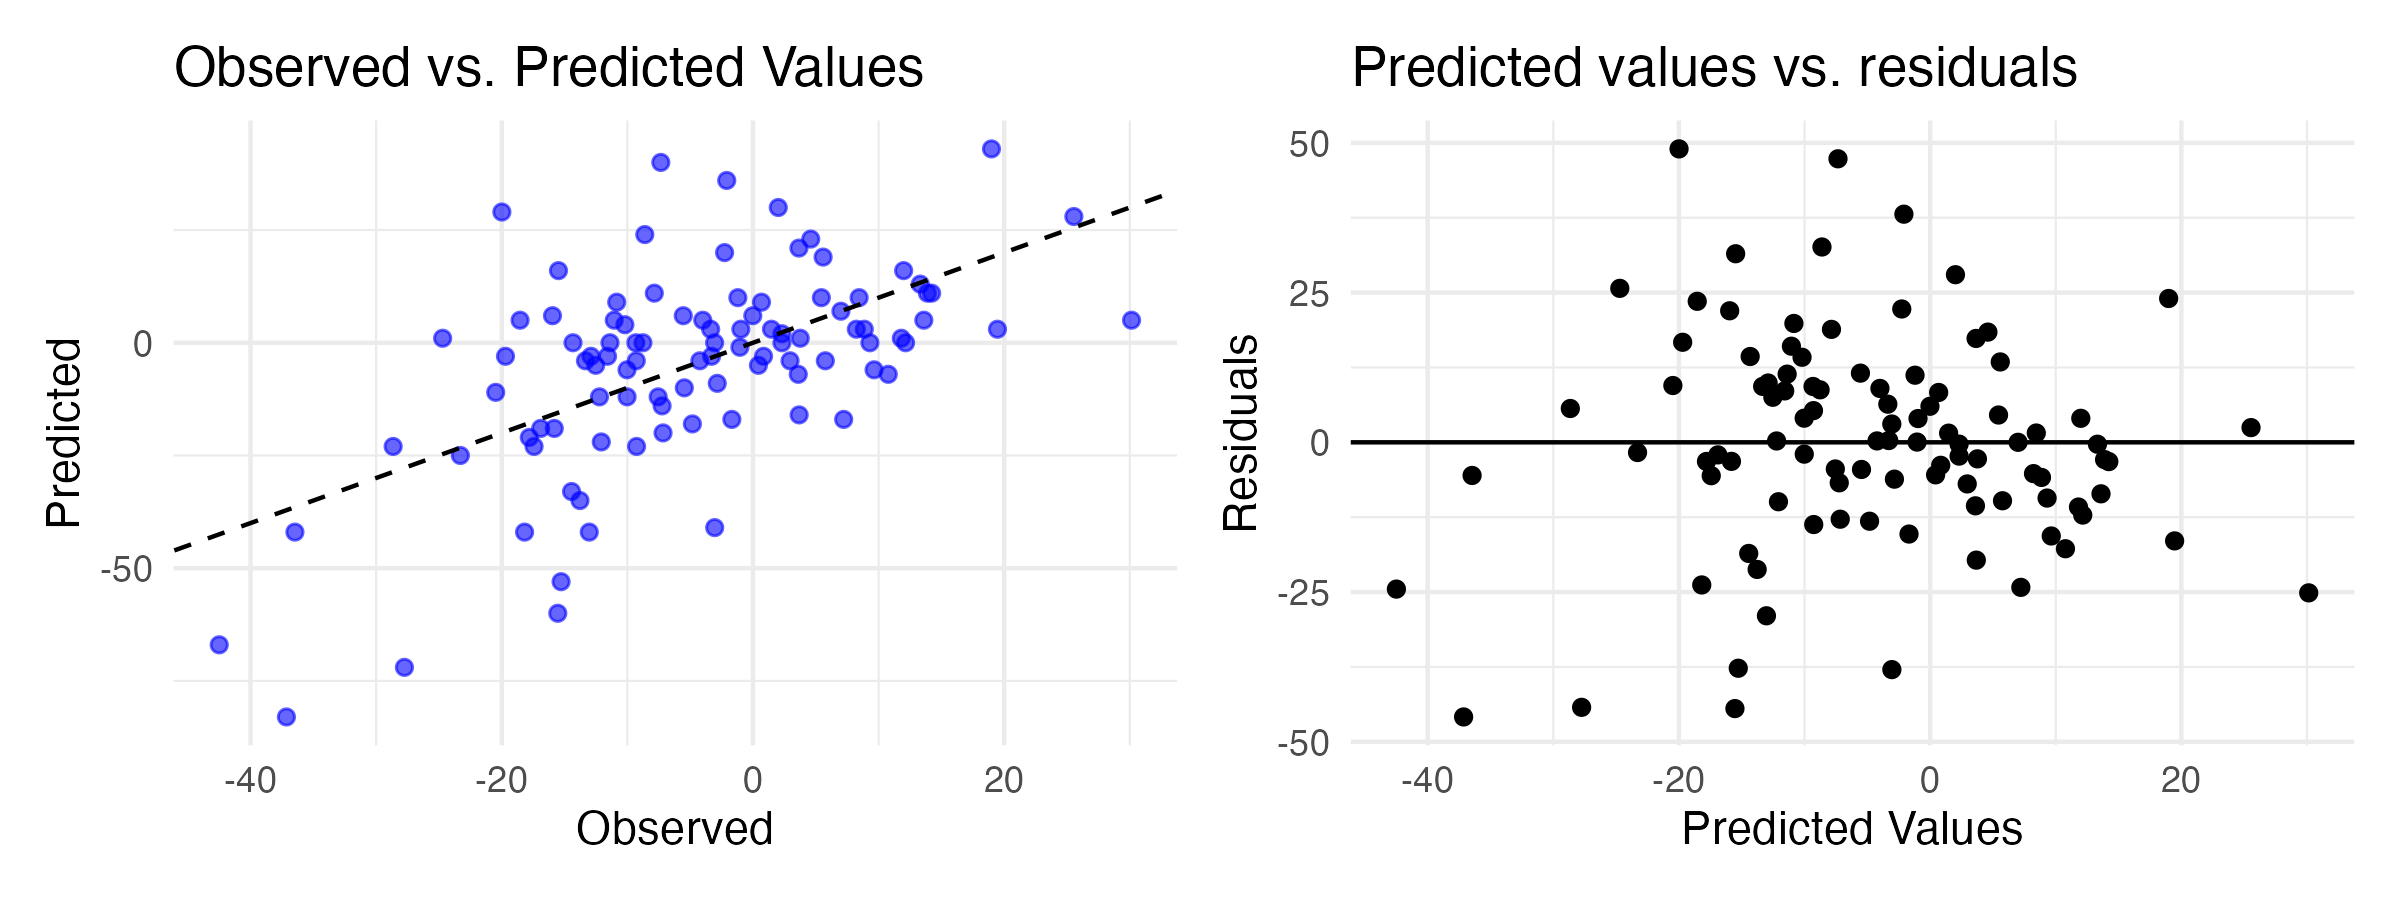 Observed vs. Predicted Values
Predicted
0
-50
-40
-20
0
20
Observed
Predicted values vs. residuals
Residuals
50
25
0
-25
-50
-40
-20
0
20
Predicted Values